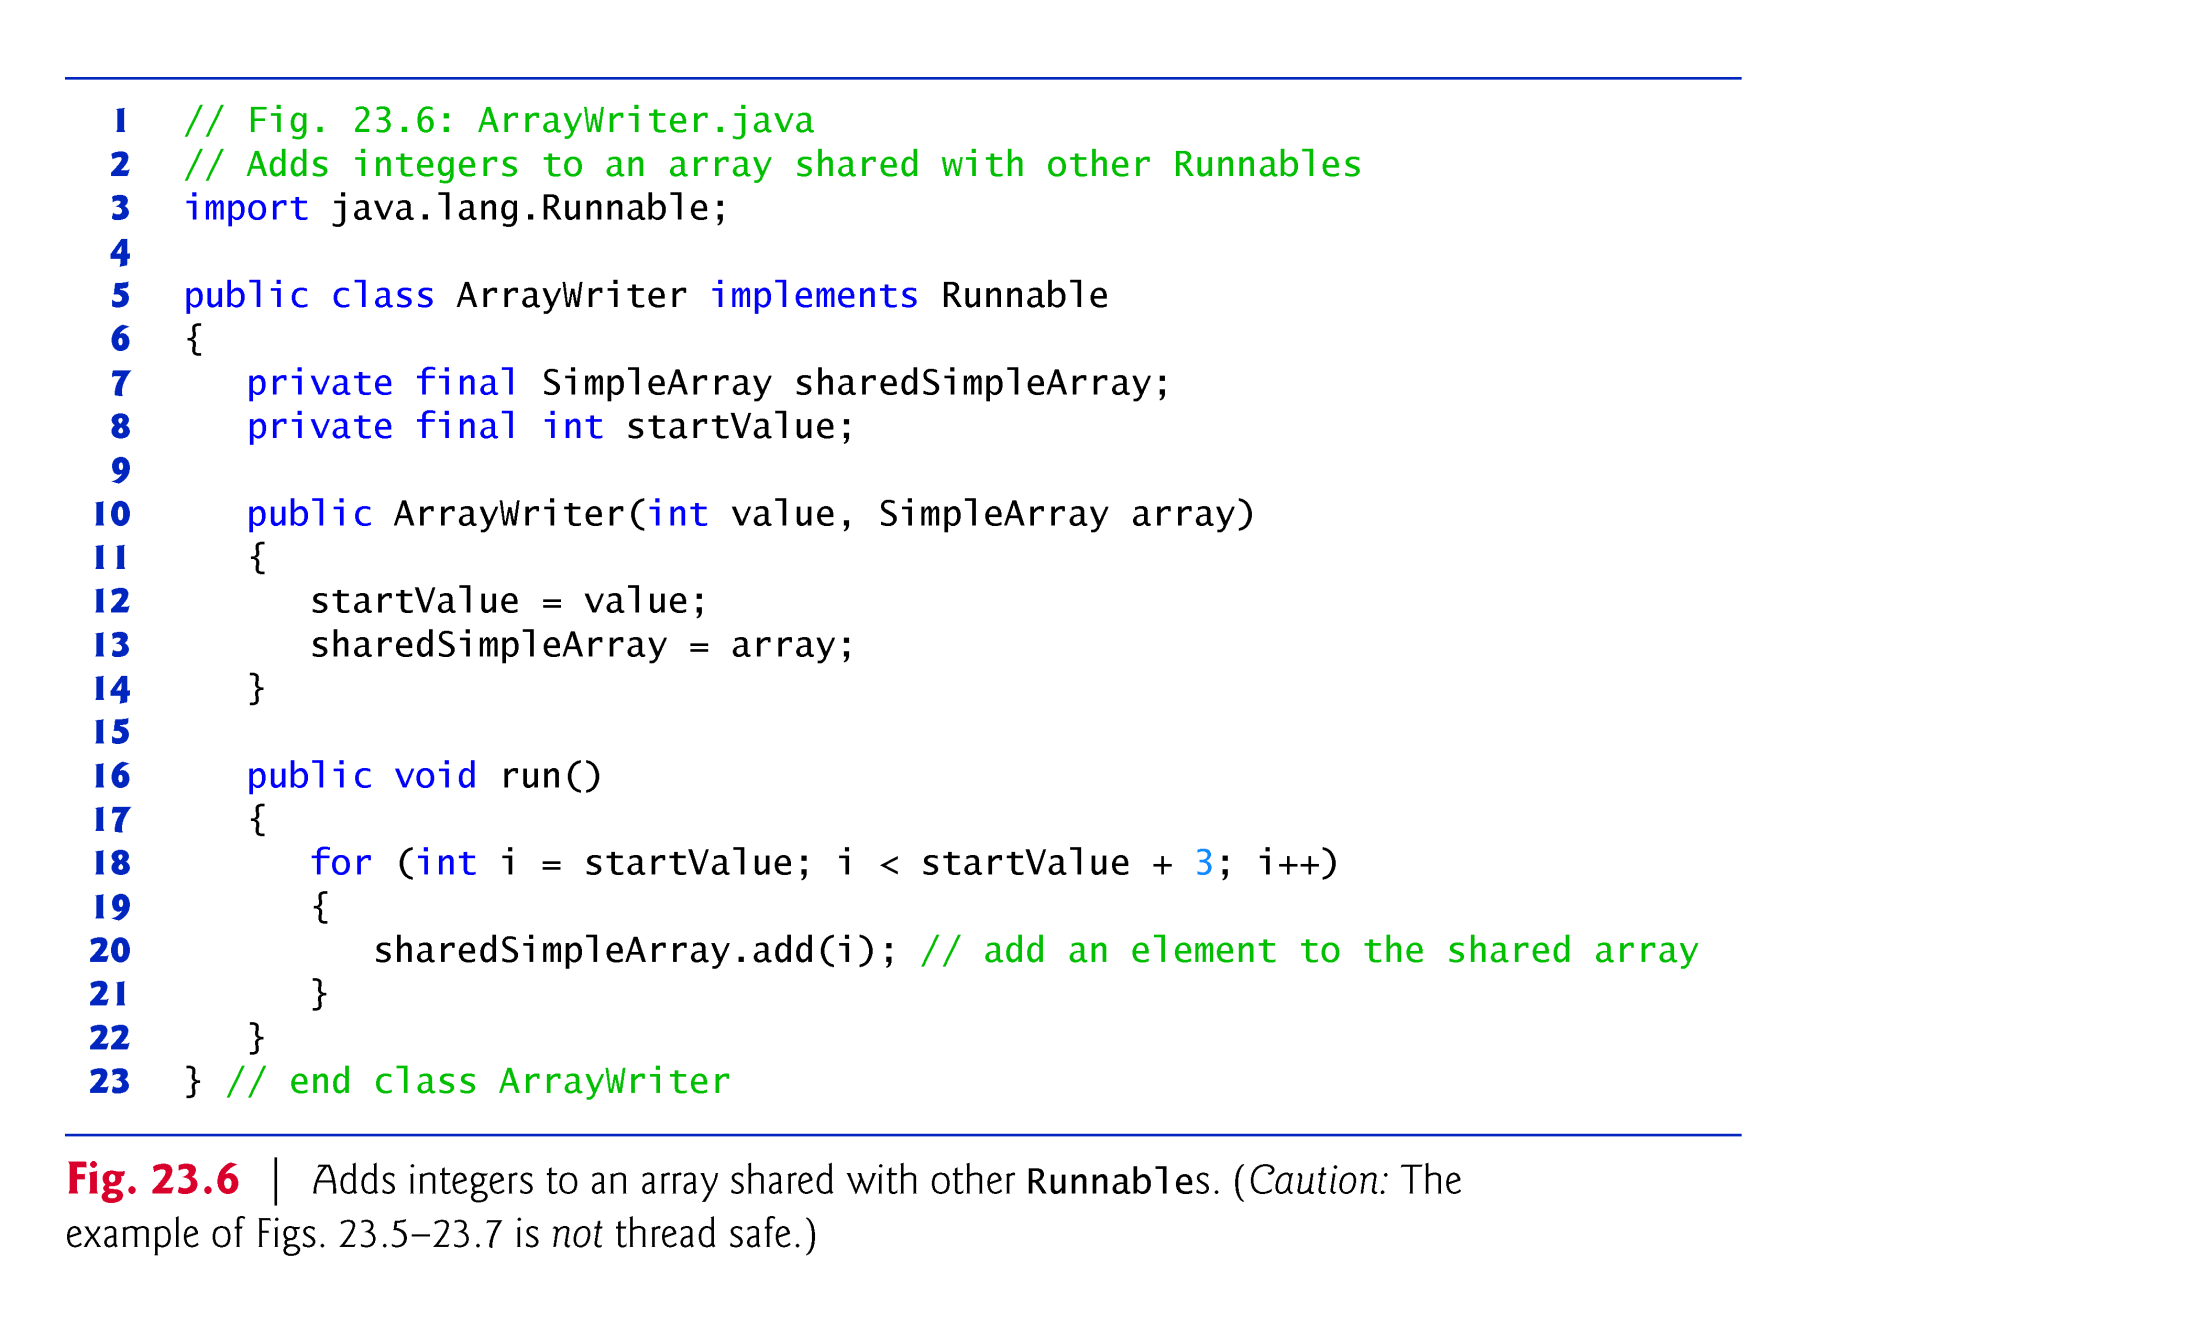 1 // Fig. 23.6: ArrayWriter.java
2 // Adds integers to an array shared with other Runnables
3 import java.lang.Runnable;
4
5 public class ArrayWriter implements Runnable
6 {
7    private final SimpleArray sharedSimpleArray;
8    private final int startValue;
9
10    public ArrayWriter(int value, SimpleArray array)
11    {
12       startValue = value;
13       sharedSimpleArray = array;
14    }
15
16    public void run()
17    {
18       for (int i = startValue; i < startValue + 3; i++)
19       {
20          sharedSimpleArray.add(i); // add an element to the shared array
21       }
22    }
23 } // end class ArrayWriter
Fig. 23.6 | Adds integers to an array shared with other Runnables. (Caution: The
example of Figs. 23.5–23.7 is not thread safe.)